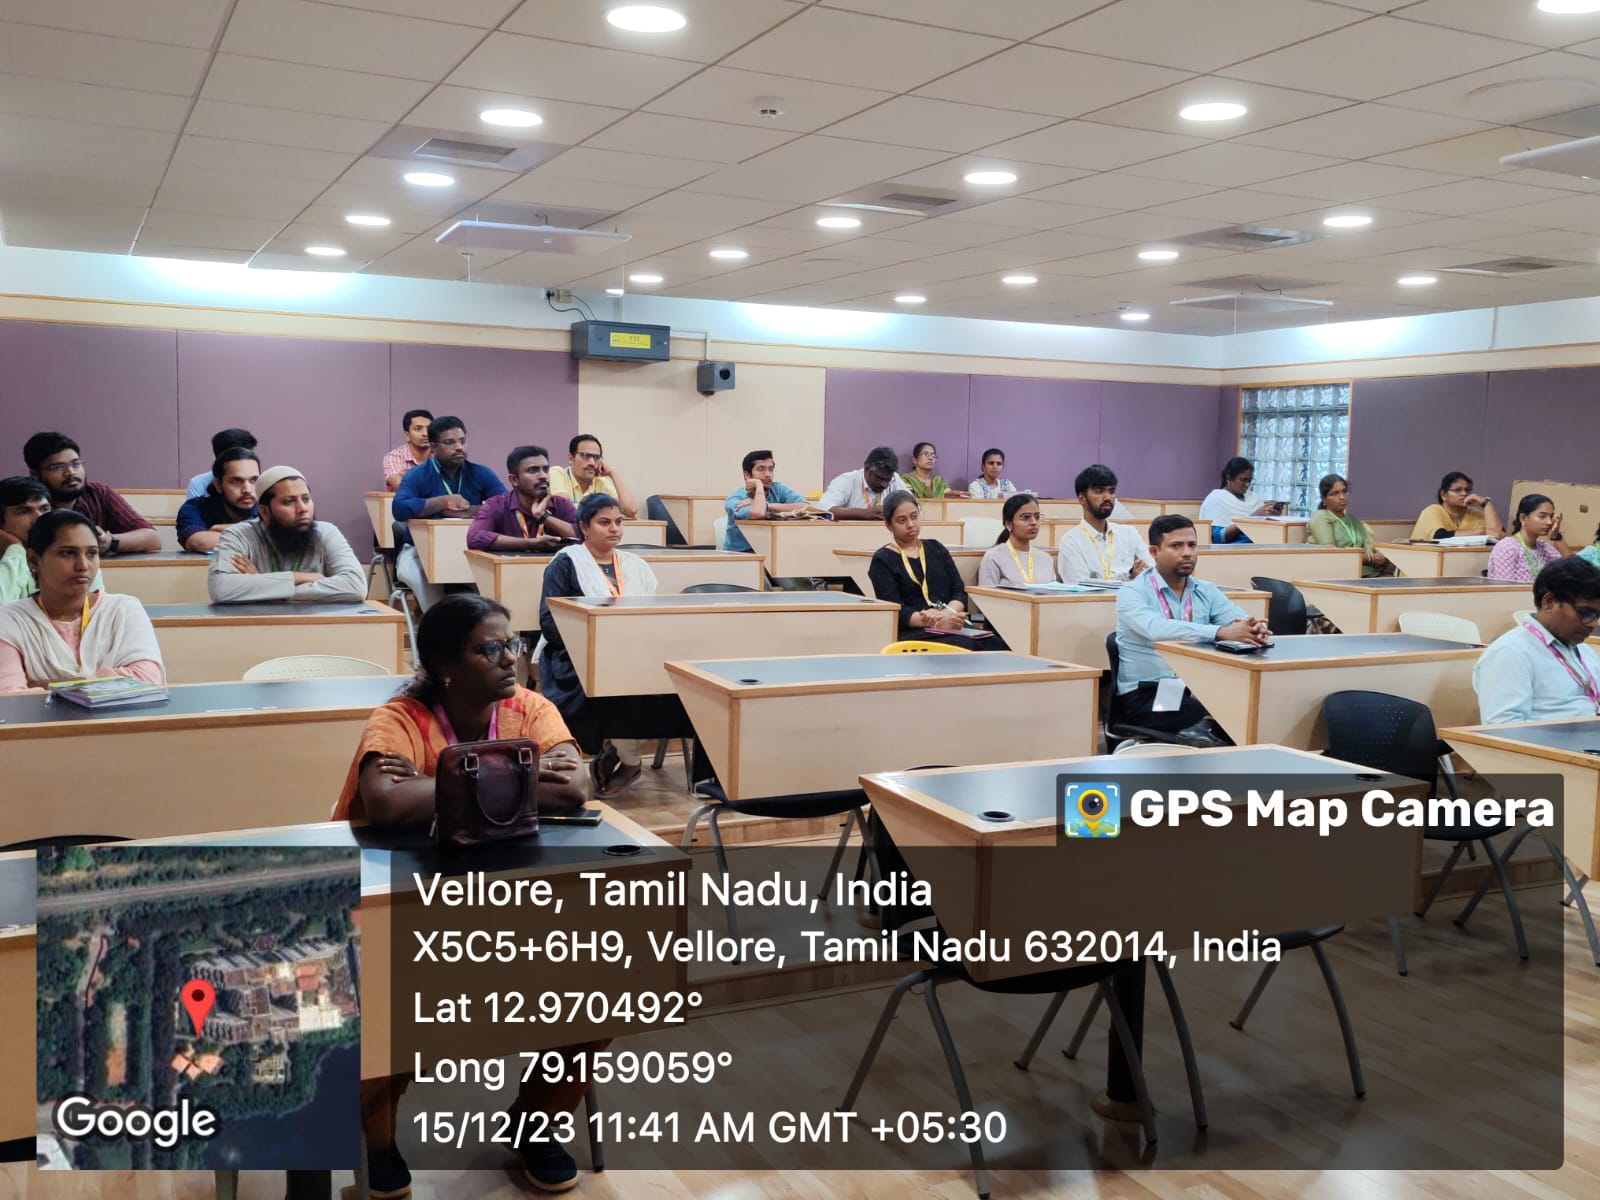 VIT
GPS Map Camera
Vellore, Tamil Nadu, India
X5C5+6H9, Vellore, Tamil Nadu 632014, India
Lat 12.970492°
Long 79.159059°
15/12/23 11:41 AM GMT +05:30
Google